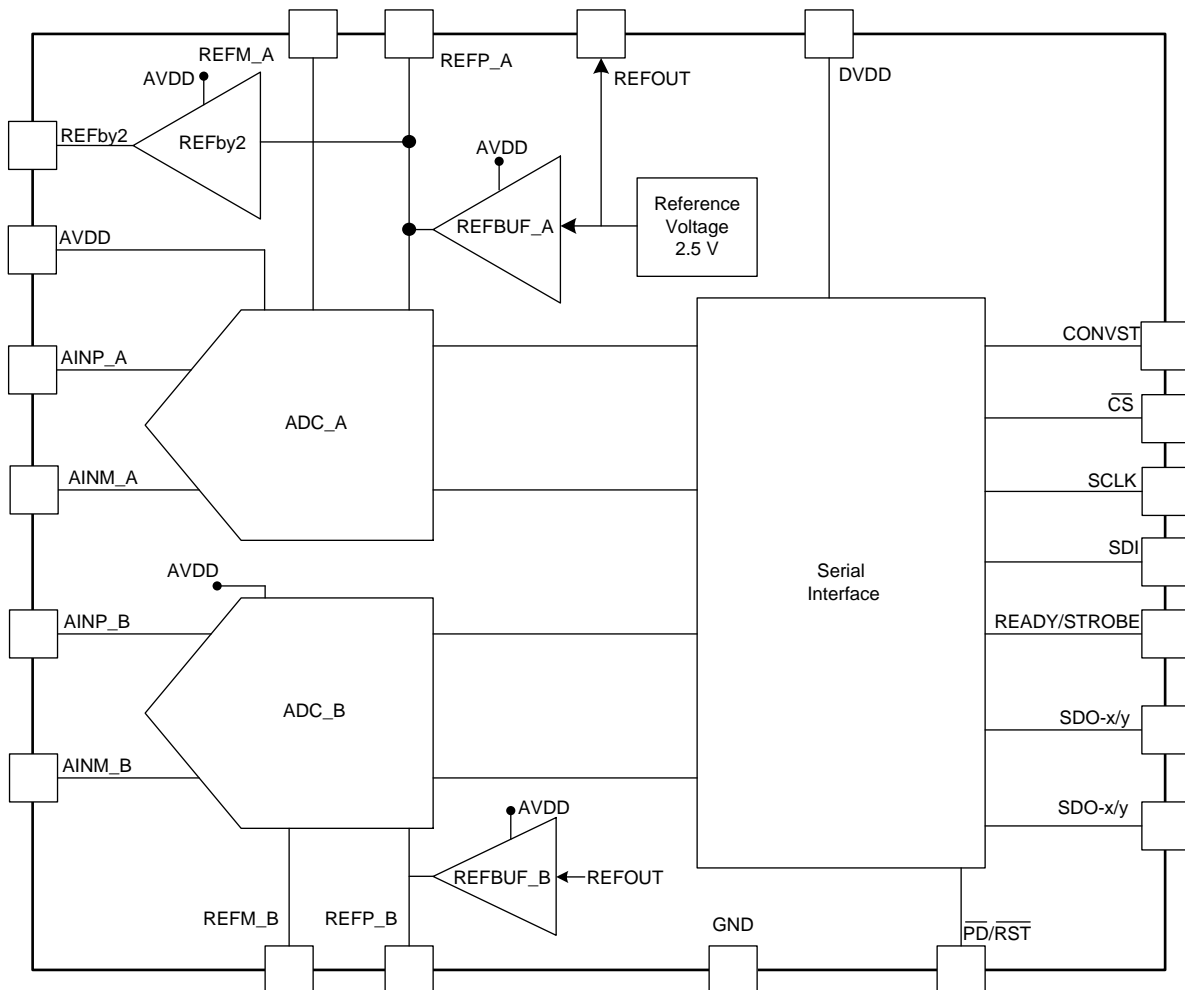 REFM_A
REFP_A
REFOUT
DVDD
AVDD
REFby2
REFby2
AVDD
REFBUF_A
Reference
Voltage
2.5 V
AVDD
AINP_A
ADC_A
AINM_A
CONVST
CS
SCLK
SDI
Serial
Interface
READY/STROBE
SDO-x/y
SDO-x/y
AVDD
AINP_B
ADC_B
AINM_B
AVDD
REFBUF_B
REFOUT
REFM_B
REFP_B
GND
PD/RST